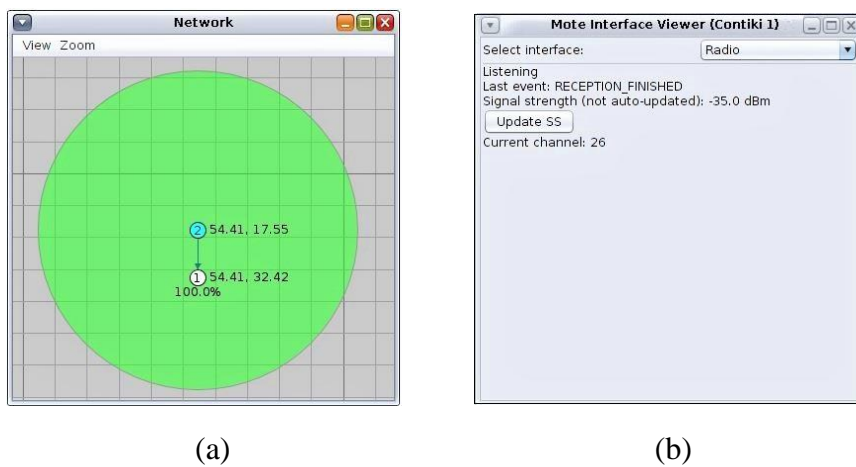 Network
View Zoom
2 54.41, 17.55
1 54.41, 32.42
100.0%
(a)
Mote Interface Viewer (Contiki 1)
Select interface: Radio
Listening
Last event: RECEPTION_FINISHED
Signal strength (not auto-updated): -35.0 dBm
Update SS
Current channel: 26
(b)